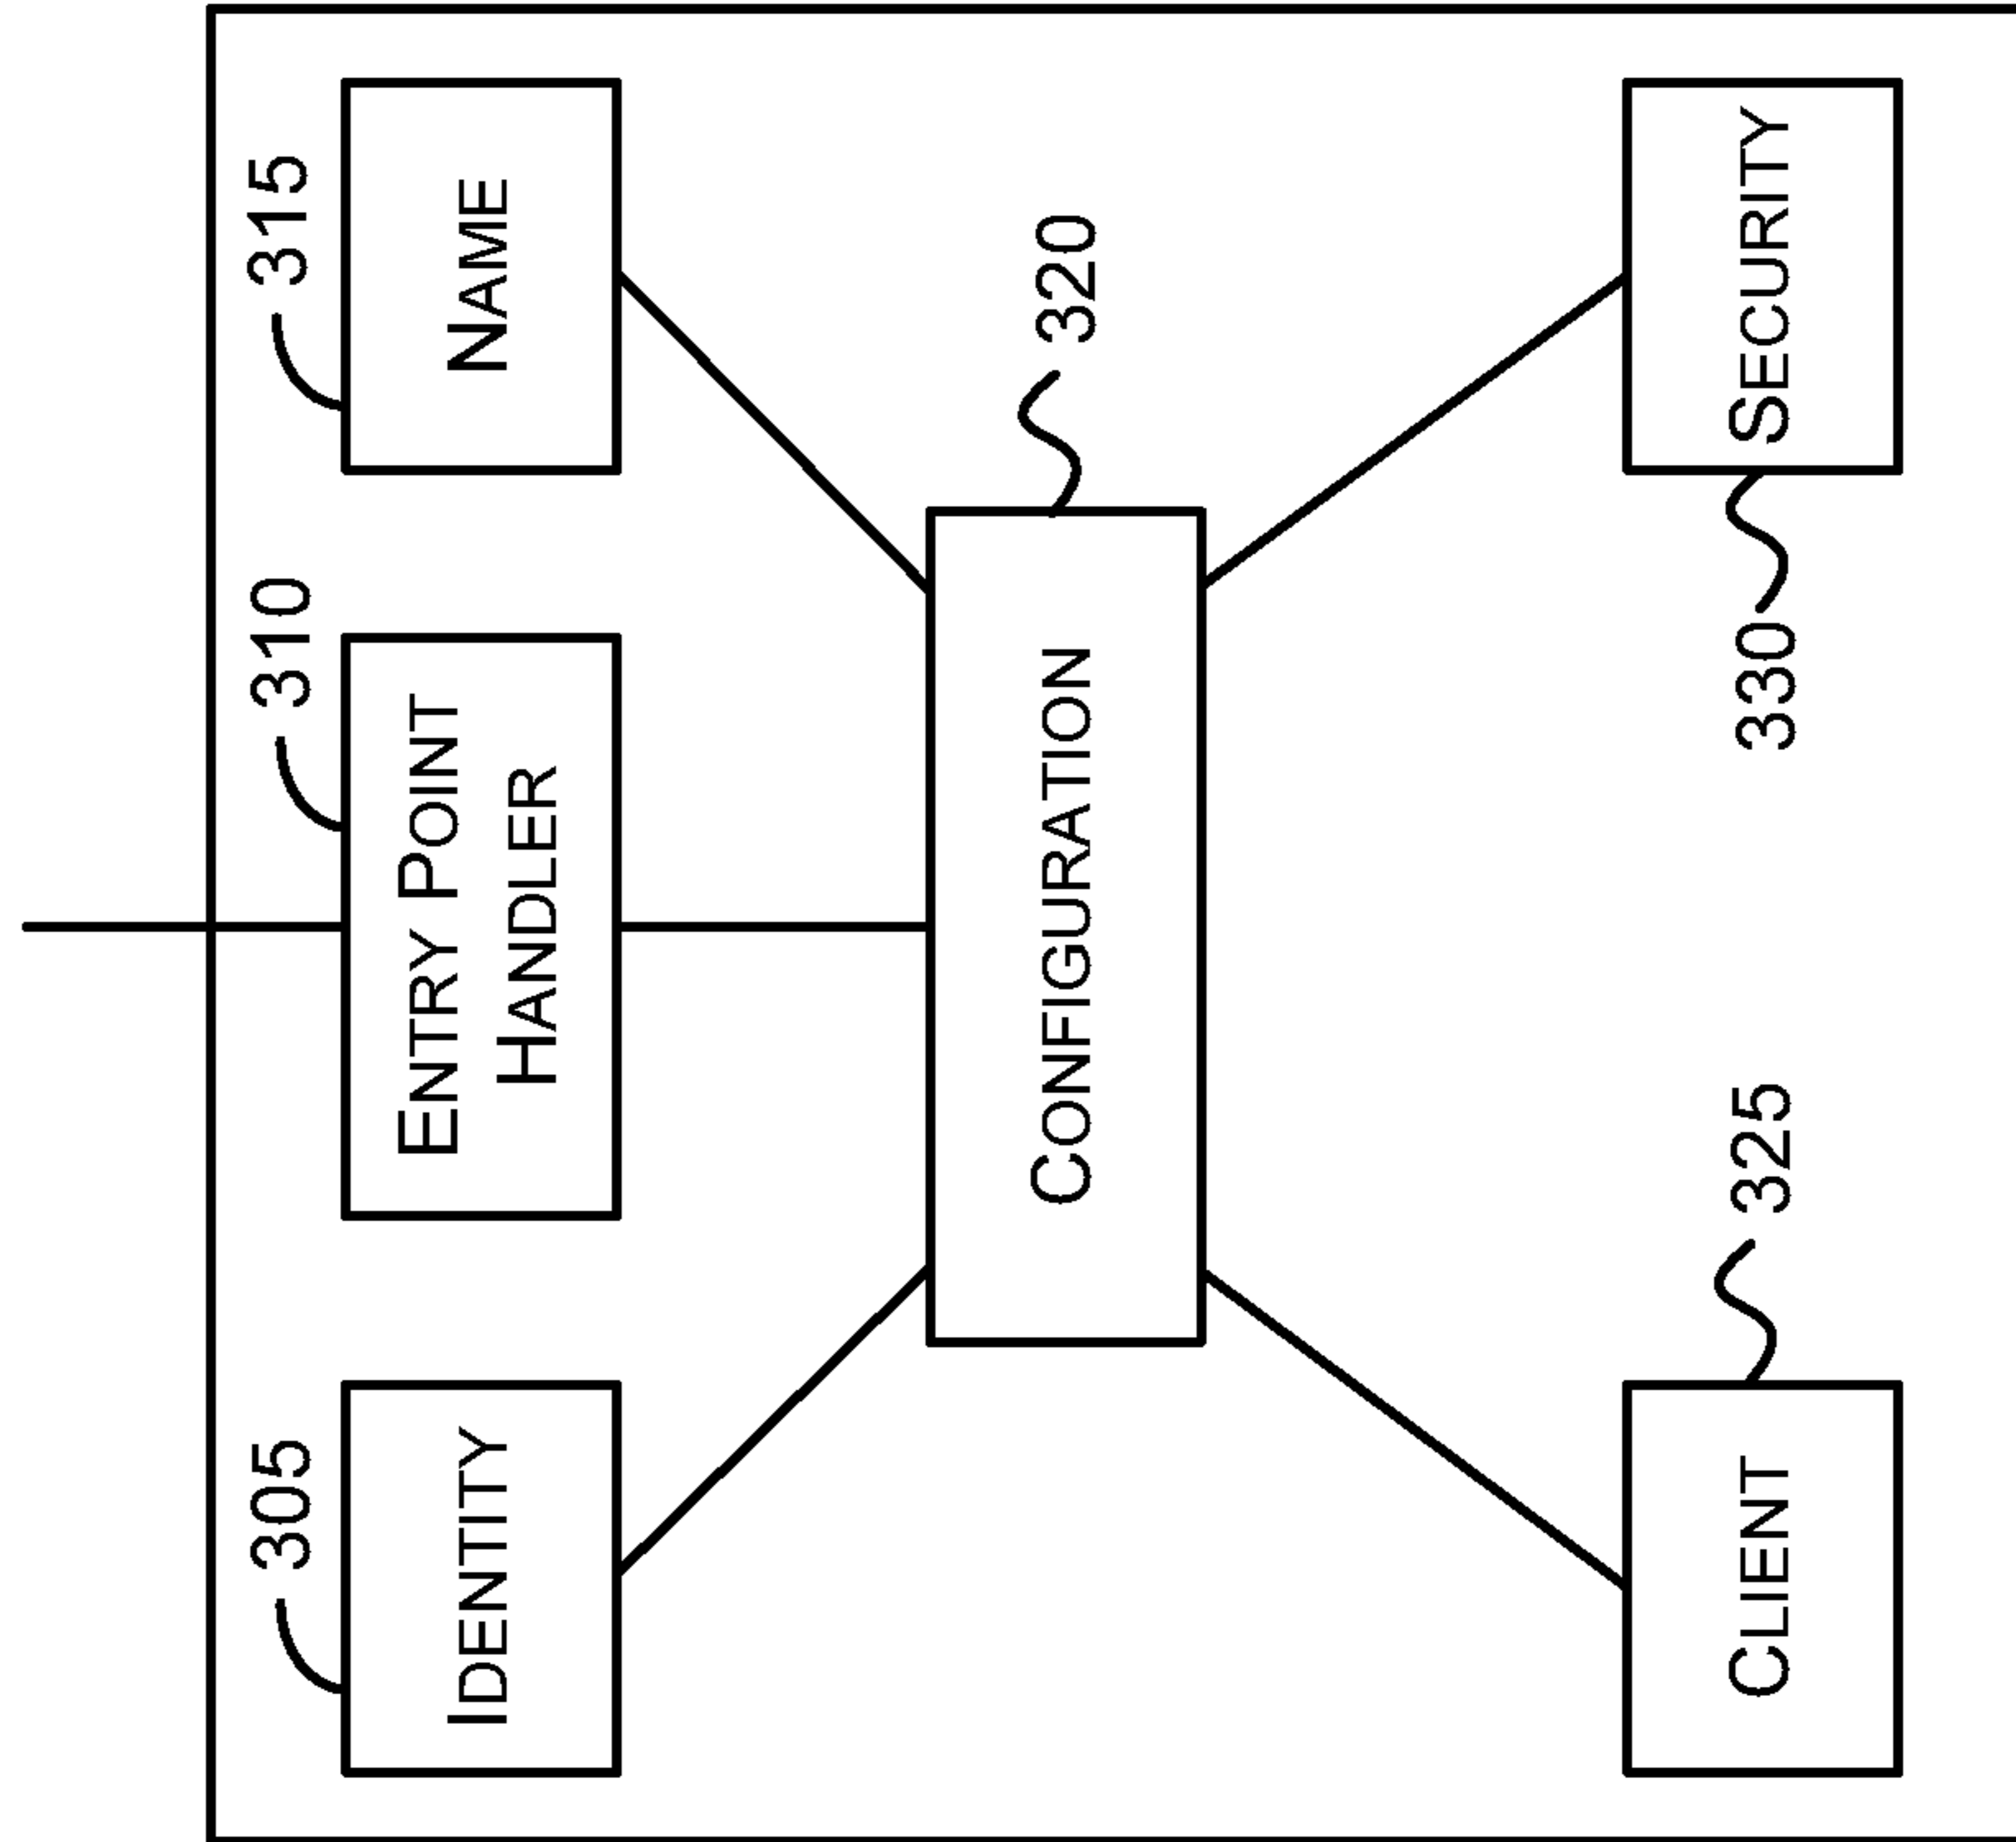 305
IDENTITY
310
ENTRY POINT
HANDLER
315
NAME
320
CONFIGURATION
325
CLIENT
330
SECURITY